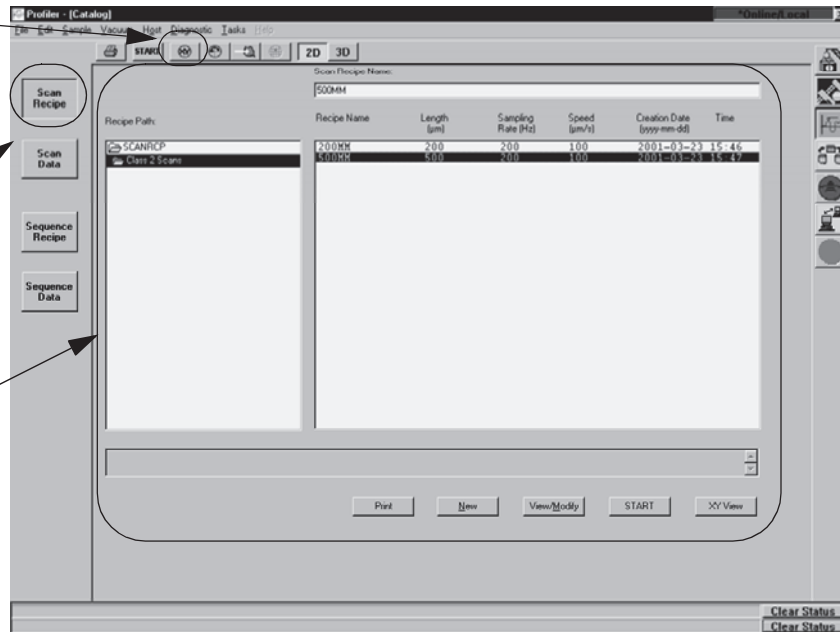 Profiler - [Catalog]
*Online/Local
File Edit Sample Vacuum Host Diagnostic Tasks Help
START 2D 3D
Scan Recipe
Scan Data
Sequence Recipe
Sequence Data
Scan Recipe Name:
500MM
Recipe Path:
SCANRCP
Class 2 Scans
Recipe Name Length (µm) Sampling Rate (Hz) Speed (µm/s) Creation Date (yyyy-mm-dd) Time
200MM 200 200 100 2001-03-23 15:46
500MM 500 200 100 2001-03-23 15:47
Print New View/Modify START XY View
Clear Status
Clear Status